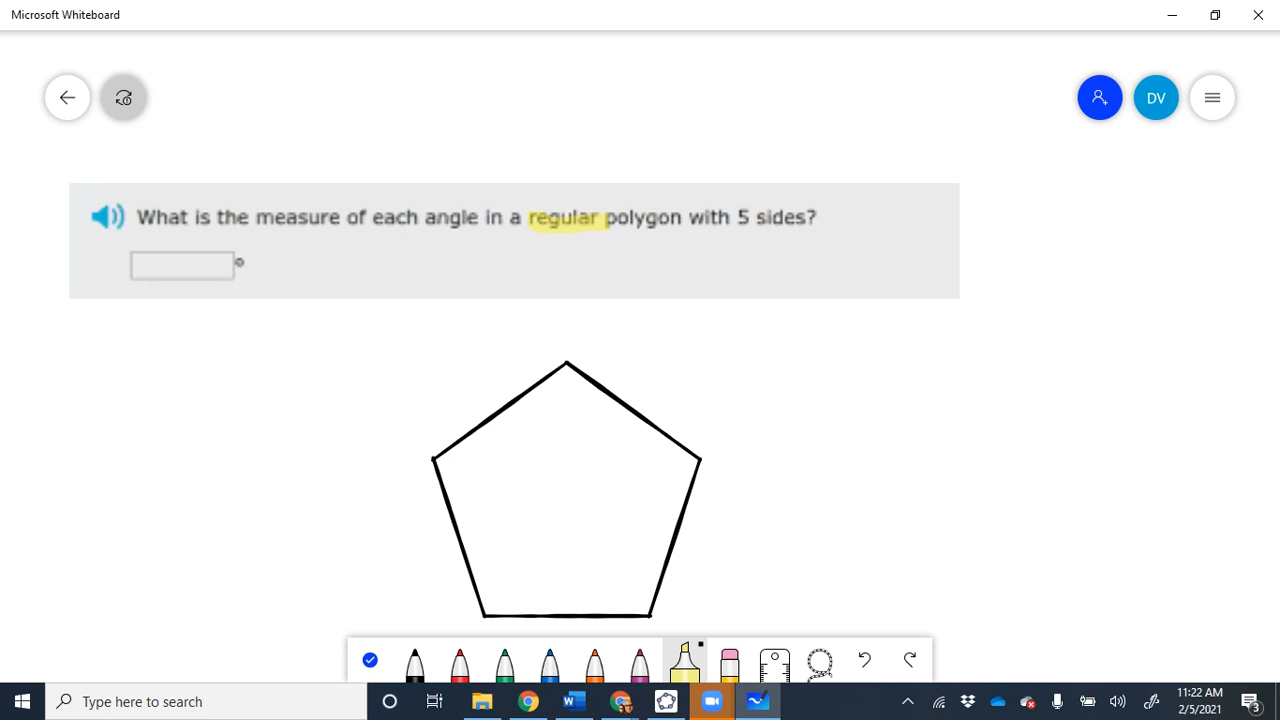 Microsoft Whiteboard
DV
What is the measure of each angle in a regular polygon with 5 sides?
°
Type here to search
11:22 AM
2/5/2021
3